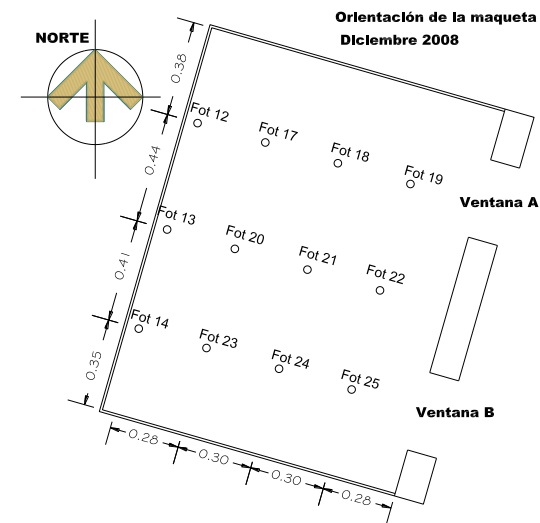 Orientación de la maqueta
Diciembre 2008
NORTE
0.38
Fot 12
Fot 17
Fot 18
Fot 19
0.44
Ventana A
Fot 13
Fot 20
Fot 21
Fot 22
0.41
Fot 14
Fot 23
Fot 24
Fot 25
0.35
Ventana B
0.28
0.30
0.30
0.28